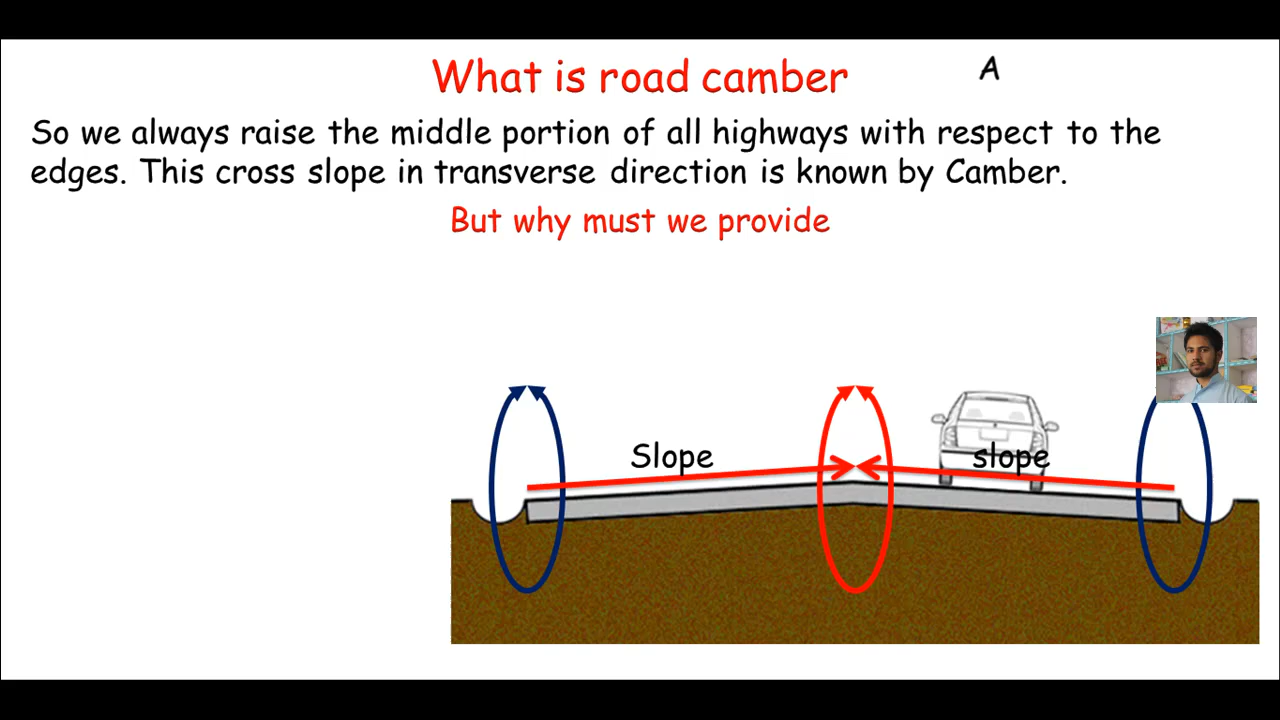 What is road camber
A
So we always raise the middle portion of all highways with respect to the
edges. This cross slope in transverse direction is known by Camber.
But why must we provide
Slope
slope